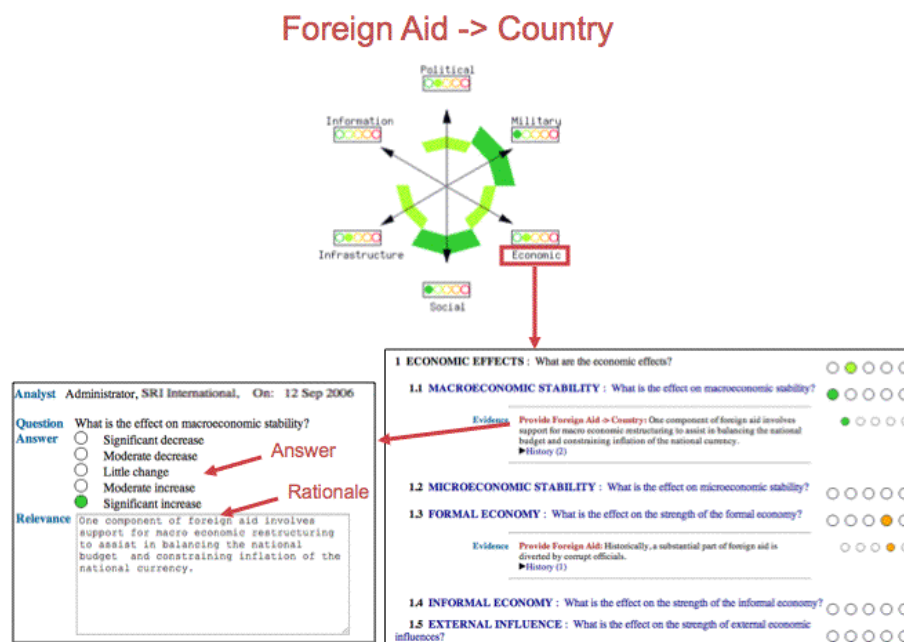 Foreign Aid -> Country
Political
Information
Military
Infrastructure
Economic
Social
1 ECONOMIC EFFECTS : What are the economic effects?
1.1 MACROECONOMIC STABILITY : What is the effect on macroeconomic stability?
Evidence Provide Foreign Aid -> Country: One component of foreign aid involves
support for macro economic restructuring to assist in balancing the national
budget and constraining inflation of the national currency.
▶History (2)
1.2 MICROECONOMIC STABILITY : What is the effect on microeconomic stability?
1.3 FORMAL ECONOMY : What is the effect on the strength of the formal economy?
Evidence Provide Foreign Aid: Historically, a substantial part of foreign aid is
diverted by corrupt officials.
▶History (1)
1.4 INFORMAL ECONOMY : What is the effect on the strength of the informal economy?
1.5 EXTERNAL INFLUENCE : What is the effect on the strength of external economic
influences?
Analyst Administrator, SRI International, On: 12 Sep 2006
Question What is the effect on macroeconomic stability?
Answer Significant decrease
Moderate decrease
Little change
Moderate increase
Significant increase
Answer
Rationale
Relevance One component of foreign aid involves
support for macro economic restructuring
to assist in balancing the national
budget and constraining inflation of the
national currency.